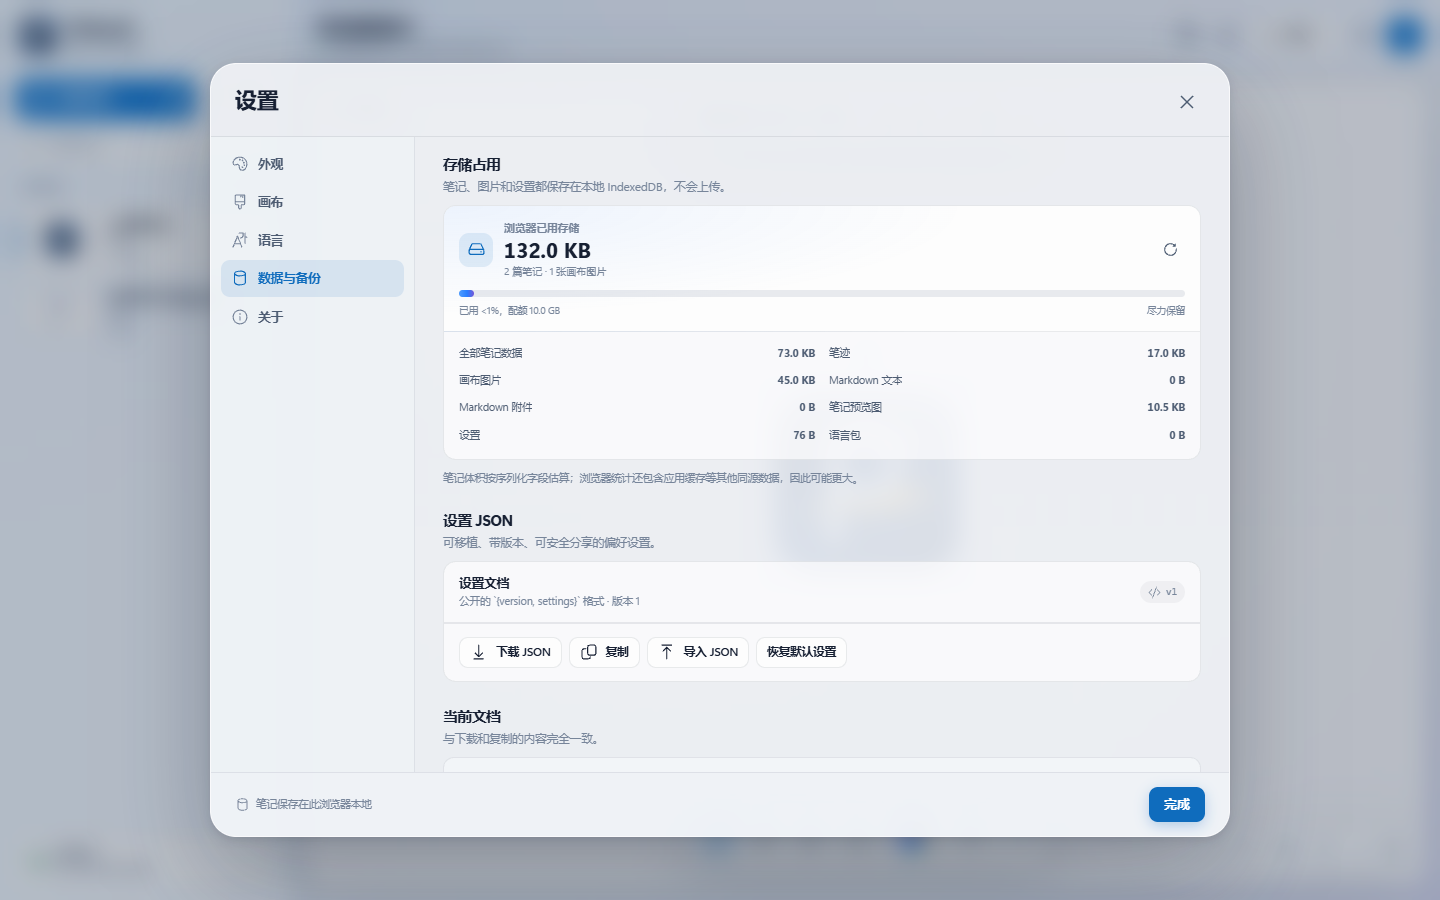 设置
外观
画布
语言
数据与备份
关于
存储占用
笔记、图片和设置都保存在本地 IndexedDB，不会上传。
浏览器已用存储
132.0 KB
2 篇笔记 · 1 张画布图片
已用 <1%，配额 10.0 GB
尽力保留
全部笔记数据 73.0 KB 笔迹 17.0 KB
画布图片 45.0 KB Markdown 文本 0 B
Markdown 附件 0 B 笔记预览图 10.5 KB
设置 76 B 语言包 0 B
笔记体积按序列化字段估算；浏览器统计还包含应用缓存等其他同源数据，因此可能更大。
设置 JSON
可移植、带版本、可安全分享的偏好设置。
设置文档
公开的 `{version, settings}` 格式 · 版本 1
</> v1
下载 JSON 复制 导入 JSON 恢复默认设置
当前文档
与下载和复制的内容完全一致。
笔记保存在此浏览器本地
完成